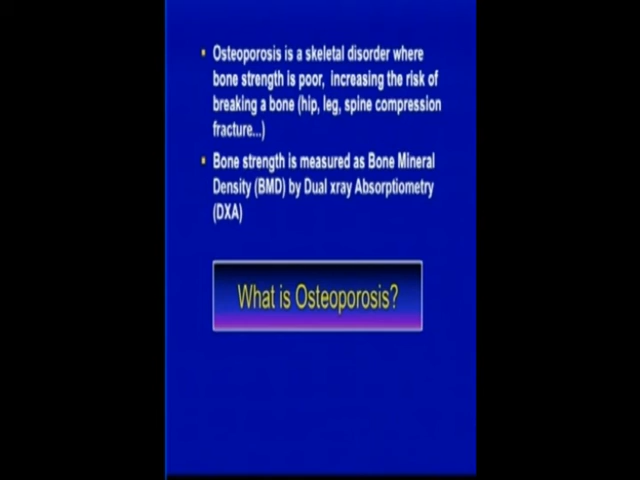 Osteoporosis is a skeletal disorder where
bone strength is poor, increasing the risk of
breaking a bone (hip, leg, spine compression
fracture...)
Bone strength is measured as Bone Mineral
Density (BMD) by Dual xray Absorptiometry
(DXA)
What is Osteoporosis?